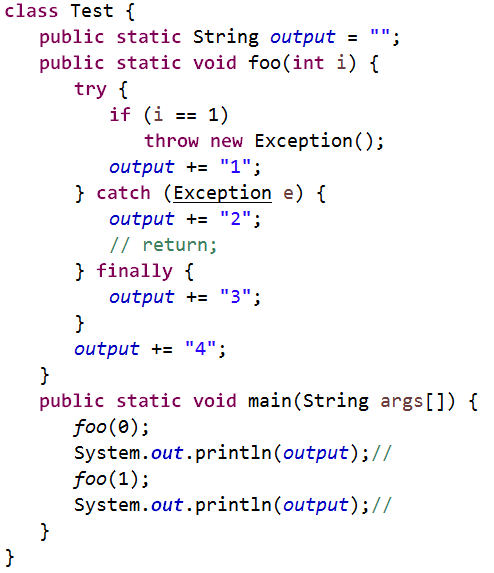 class Test {
    public static String output = "";
    public static void foo(int i) {
        try {
            if (i == 1)
                throw new Exception();
            output += "1";
        } catch (Exception e) {
            output += "2";
            // return;
        } finally {
            output += "3";
        }
        output += "4";
    }
    public static void main(String args[]) {
        foo(0);
        System.out.println(output);//
        foo(1);
        System.out.println(output);//
    }
}